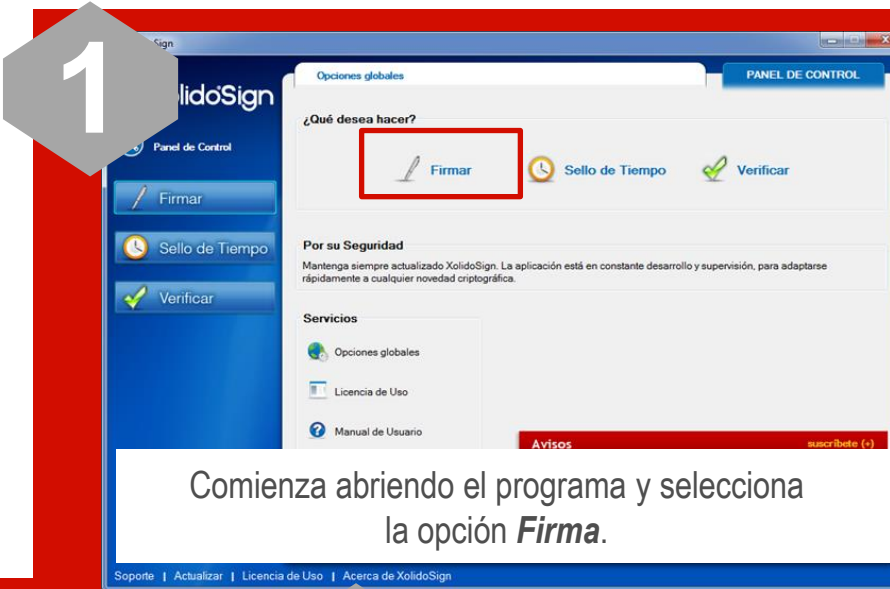 1
Sign
lidoSign
Opciones globales
PANEL DE CONTROL
¿Qué desea hacer?
Panel de Control
Firmar
Sello de Tiempo
Verificar
Firmar
Sello de Tiempo
Verificar
Por su Seguridad
Mantenga siempre actualizado XolidoSign. La aplicación está en constante desarrollo y supervisión, para adaptarse
rápidamente a cualquier novedad criptográfica.
Servicios
Opciones globales
Licencia de Uso
Manual de Usuario
Avisos
suscríbete (+)
Comienza abriendo el programa y selecciona
la opción Firma.
Soporte | Actualizar | Licencia de Uso | Acerca de XolidoSign